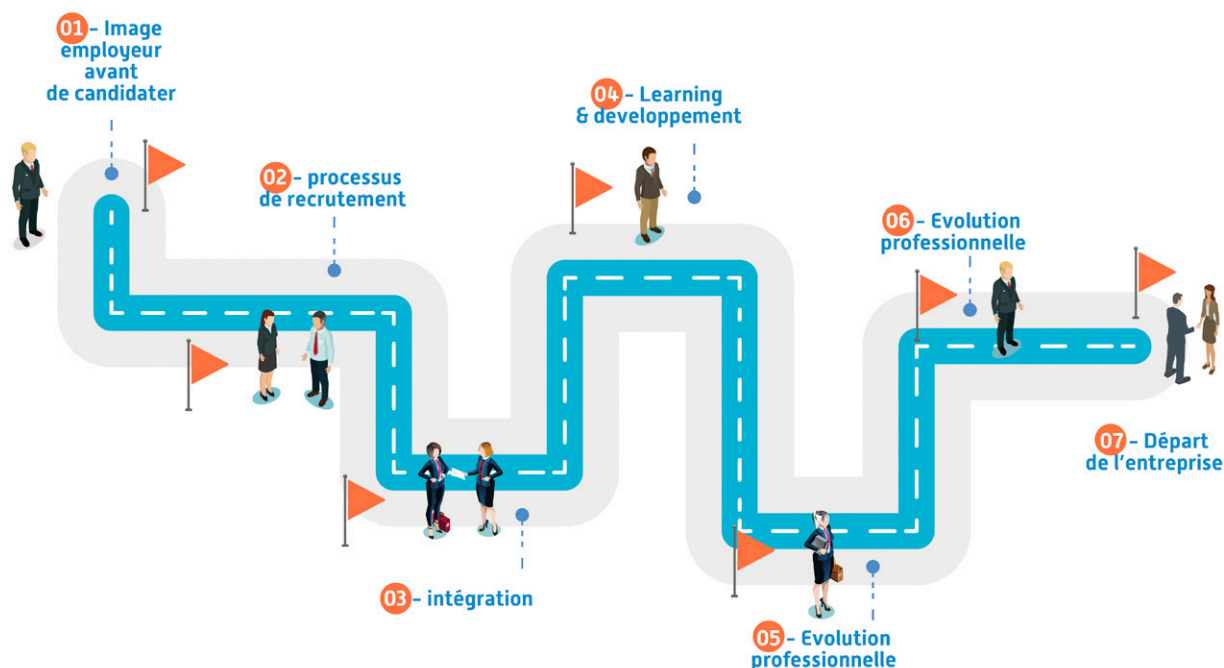 01 - Image
employeur
avant
de candidater
02 - processus
de recrutement
03 - intégration
04 - Learning
& developpement
05 - Evolution
professionnelle
06 - Evolution
professionnelle
07 - Départ
de l'entreprise